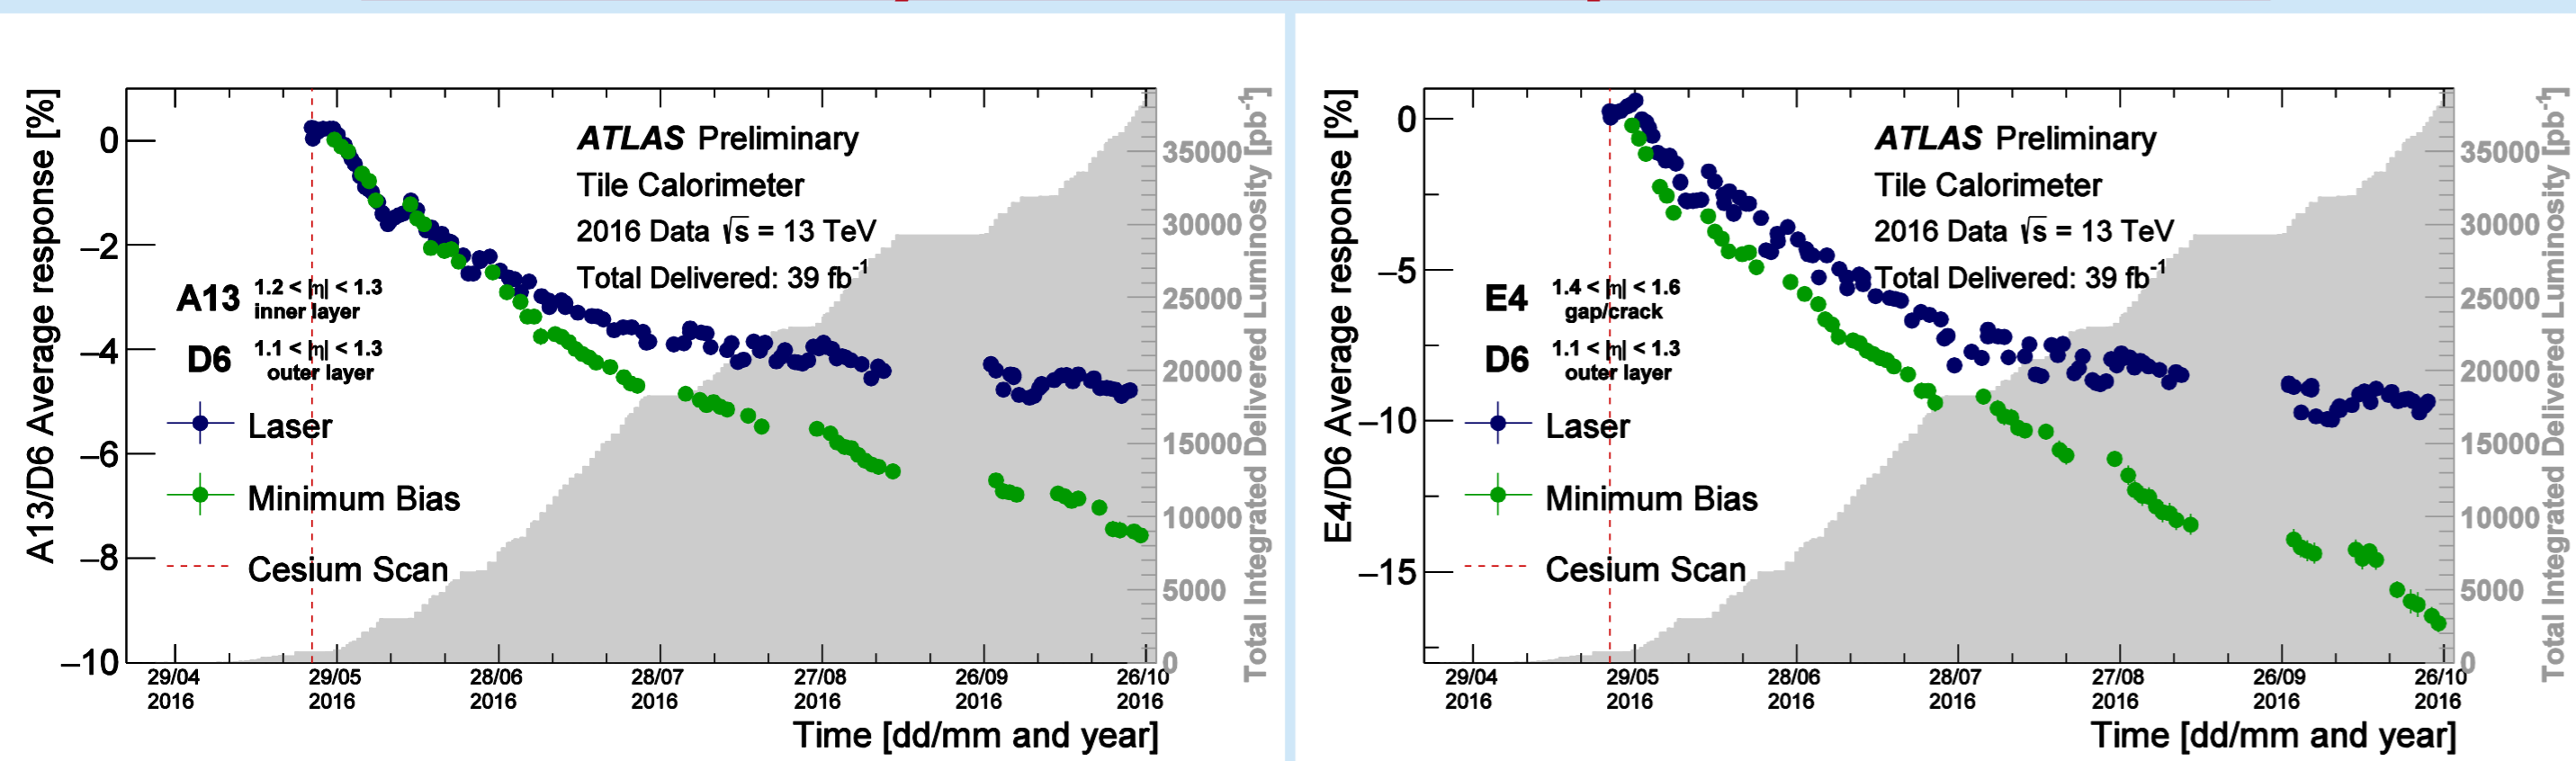 A13/D6 Average response [%]
0
−2
−4
−6
−8
−10
ATLAS Preliminary
Tile Calorimeter
2016 Data √s = 13 TeV
Total Delivered: 39 fb⁻¹
A13 1.2 < |η| < 1.3
inner layer
D6 1.1 < |η| < 1.3
outer layer
Laser
Minimum Bias
Cesium Scan
35000
30000
25000
20000
15000
10000
5000
0
Total Integrated Delivered Luminosity [pb⁻¹]
29/04 29/05 28/06 28/07 27/08 26/09 26/10
2016 2016 2016 2016 2016 2016 2016
Time [dd/mm and year]
E4/D6 Average response [%]
0
−5
−10
−15
ATLAS Preliminary
Tile Calorimeter
2016 Data √s = 13 TeV
Total Delivered: 39 fb⁻¹
E4 1.4 < |η| < 1.6
gap/crack
D6 1.1 < |η| < 1.3
outer layer
Laser
Minimum Bias
Cesium Scan
35000
30000
25000
20000
15000
10000
5000
0
Total Integrated Delivered Luminosity [pb⁻¹]
29/04 29/05 28/06 28/07 27/08 26/09 26/10
2016 2016 2016 2016 2016 2016 2016
Time [dd/mm and year]